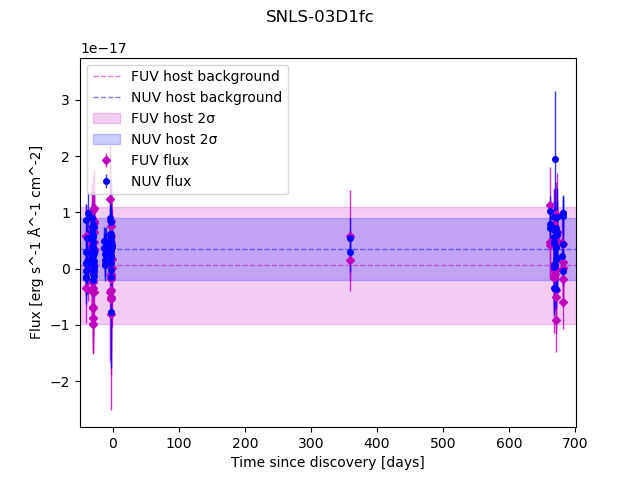 SNLS-03D1fc
1e−17
FUV host background
NUV host background
FUV host 2σ
NUV host 2σ
FUV flux
NUV flux
3
2
1
0
−1
−2
Flux [erg s^-1 Å^-1 cm^-2]
0 100 200 300 400 500 600 700
Time since discovery [days]